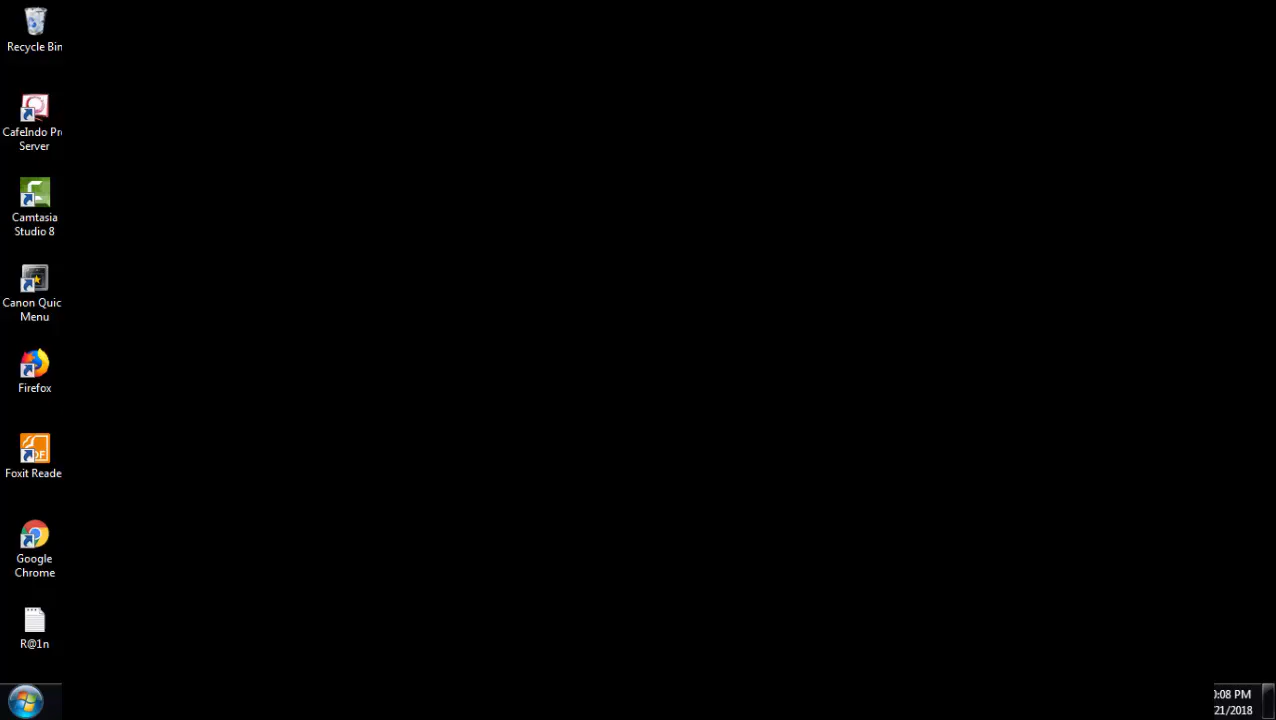 Recycle Bin
CafeIndo Pr
Server
Camtasia
Studio 8
Canon Quic
Menu
Firefox
Foxit Reade
Google
Chrome
R@1n
0:08 PM
21/2018